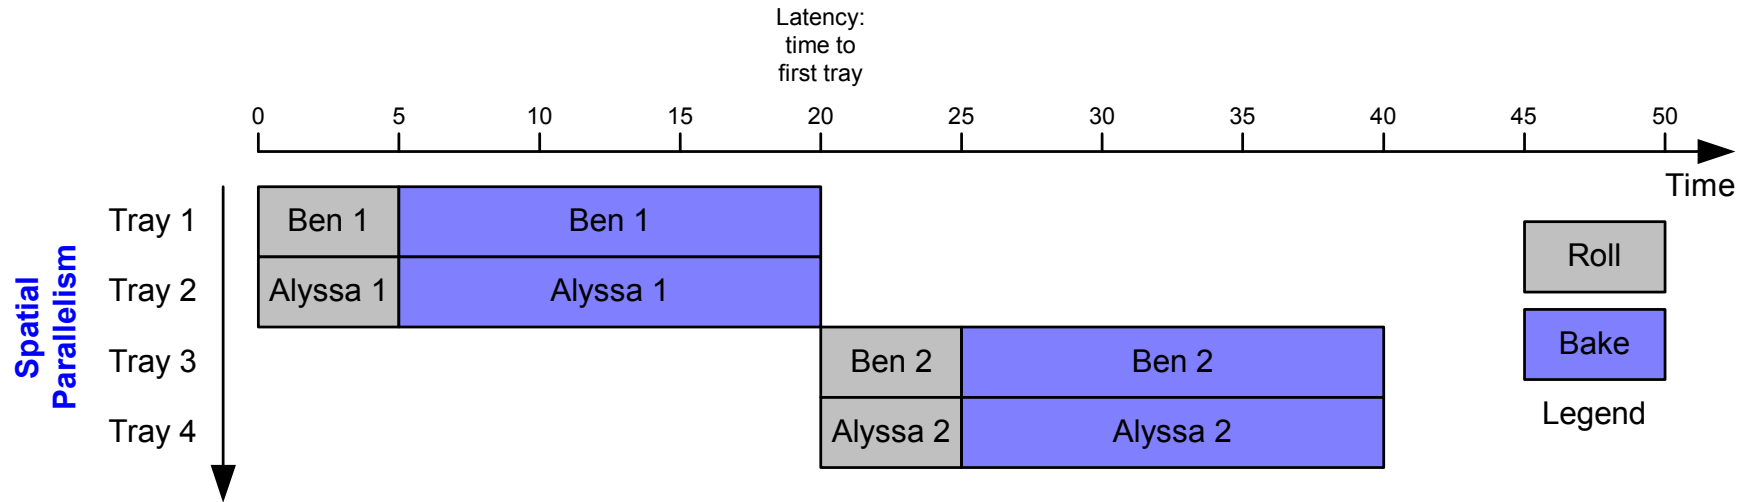 Latency:
time to
first tray
0 5 10 15 20 25 30 35 40 45 50
Time
Spatial
Parallelism
Tray 1 Ben 1 Ben 1
Tray 2 Alyssa 1 Alyssa 1
Tray 3 Ben 2 Ben 2
Tray 4 Alyssa 2 Alyssa 2
Roll
Bake
Legend